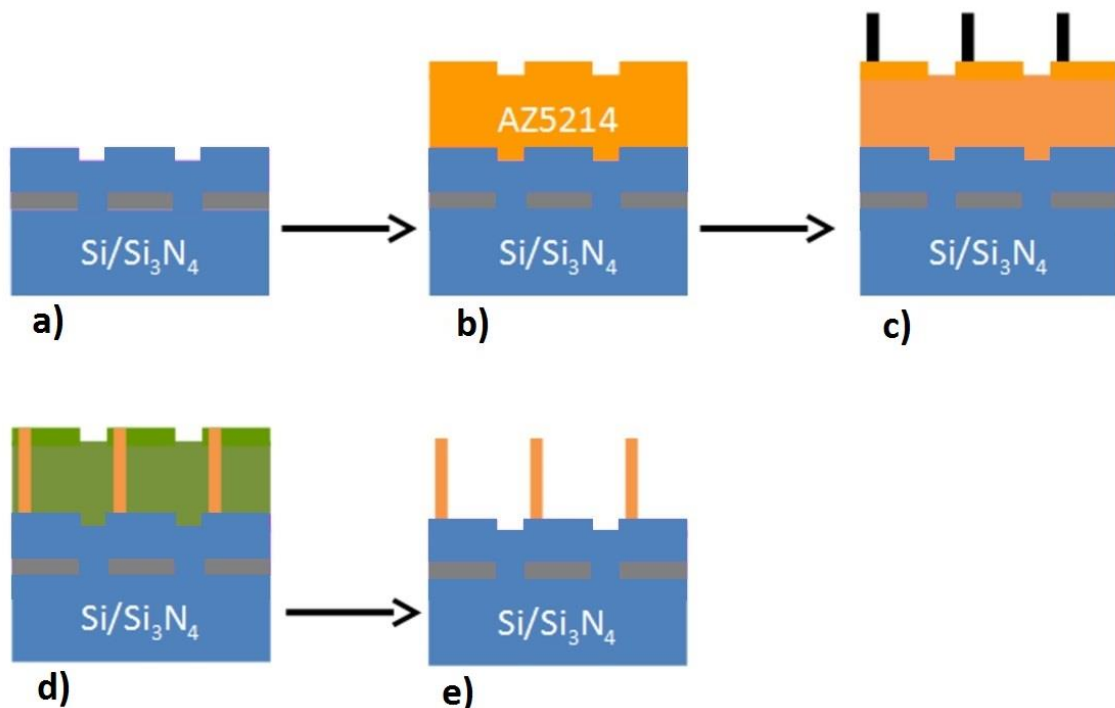 AZ5214
Si/Si₃N₄
Si/Si₃N₄
Si/Si₃N₄
a)
b)
c)
Si/Si₃N₄
Si/Si₃N₄
d)
e)